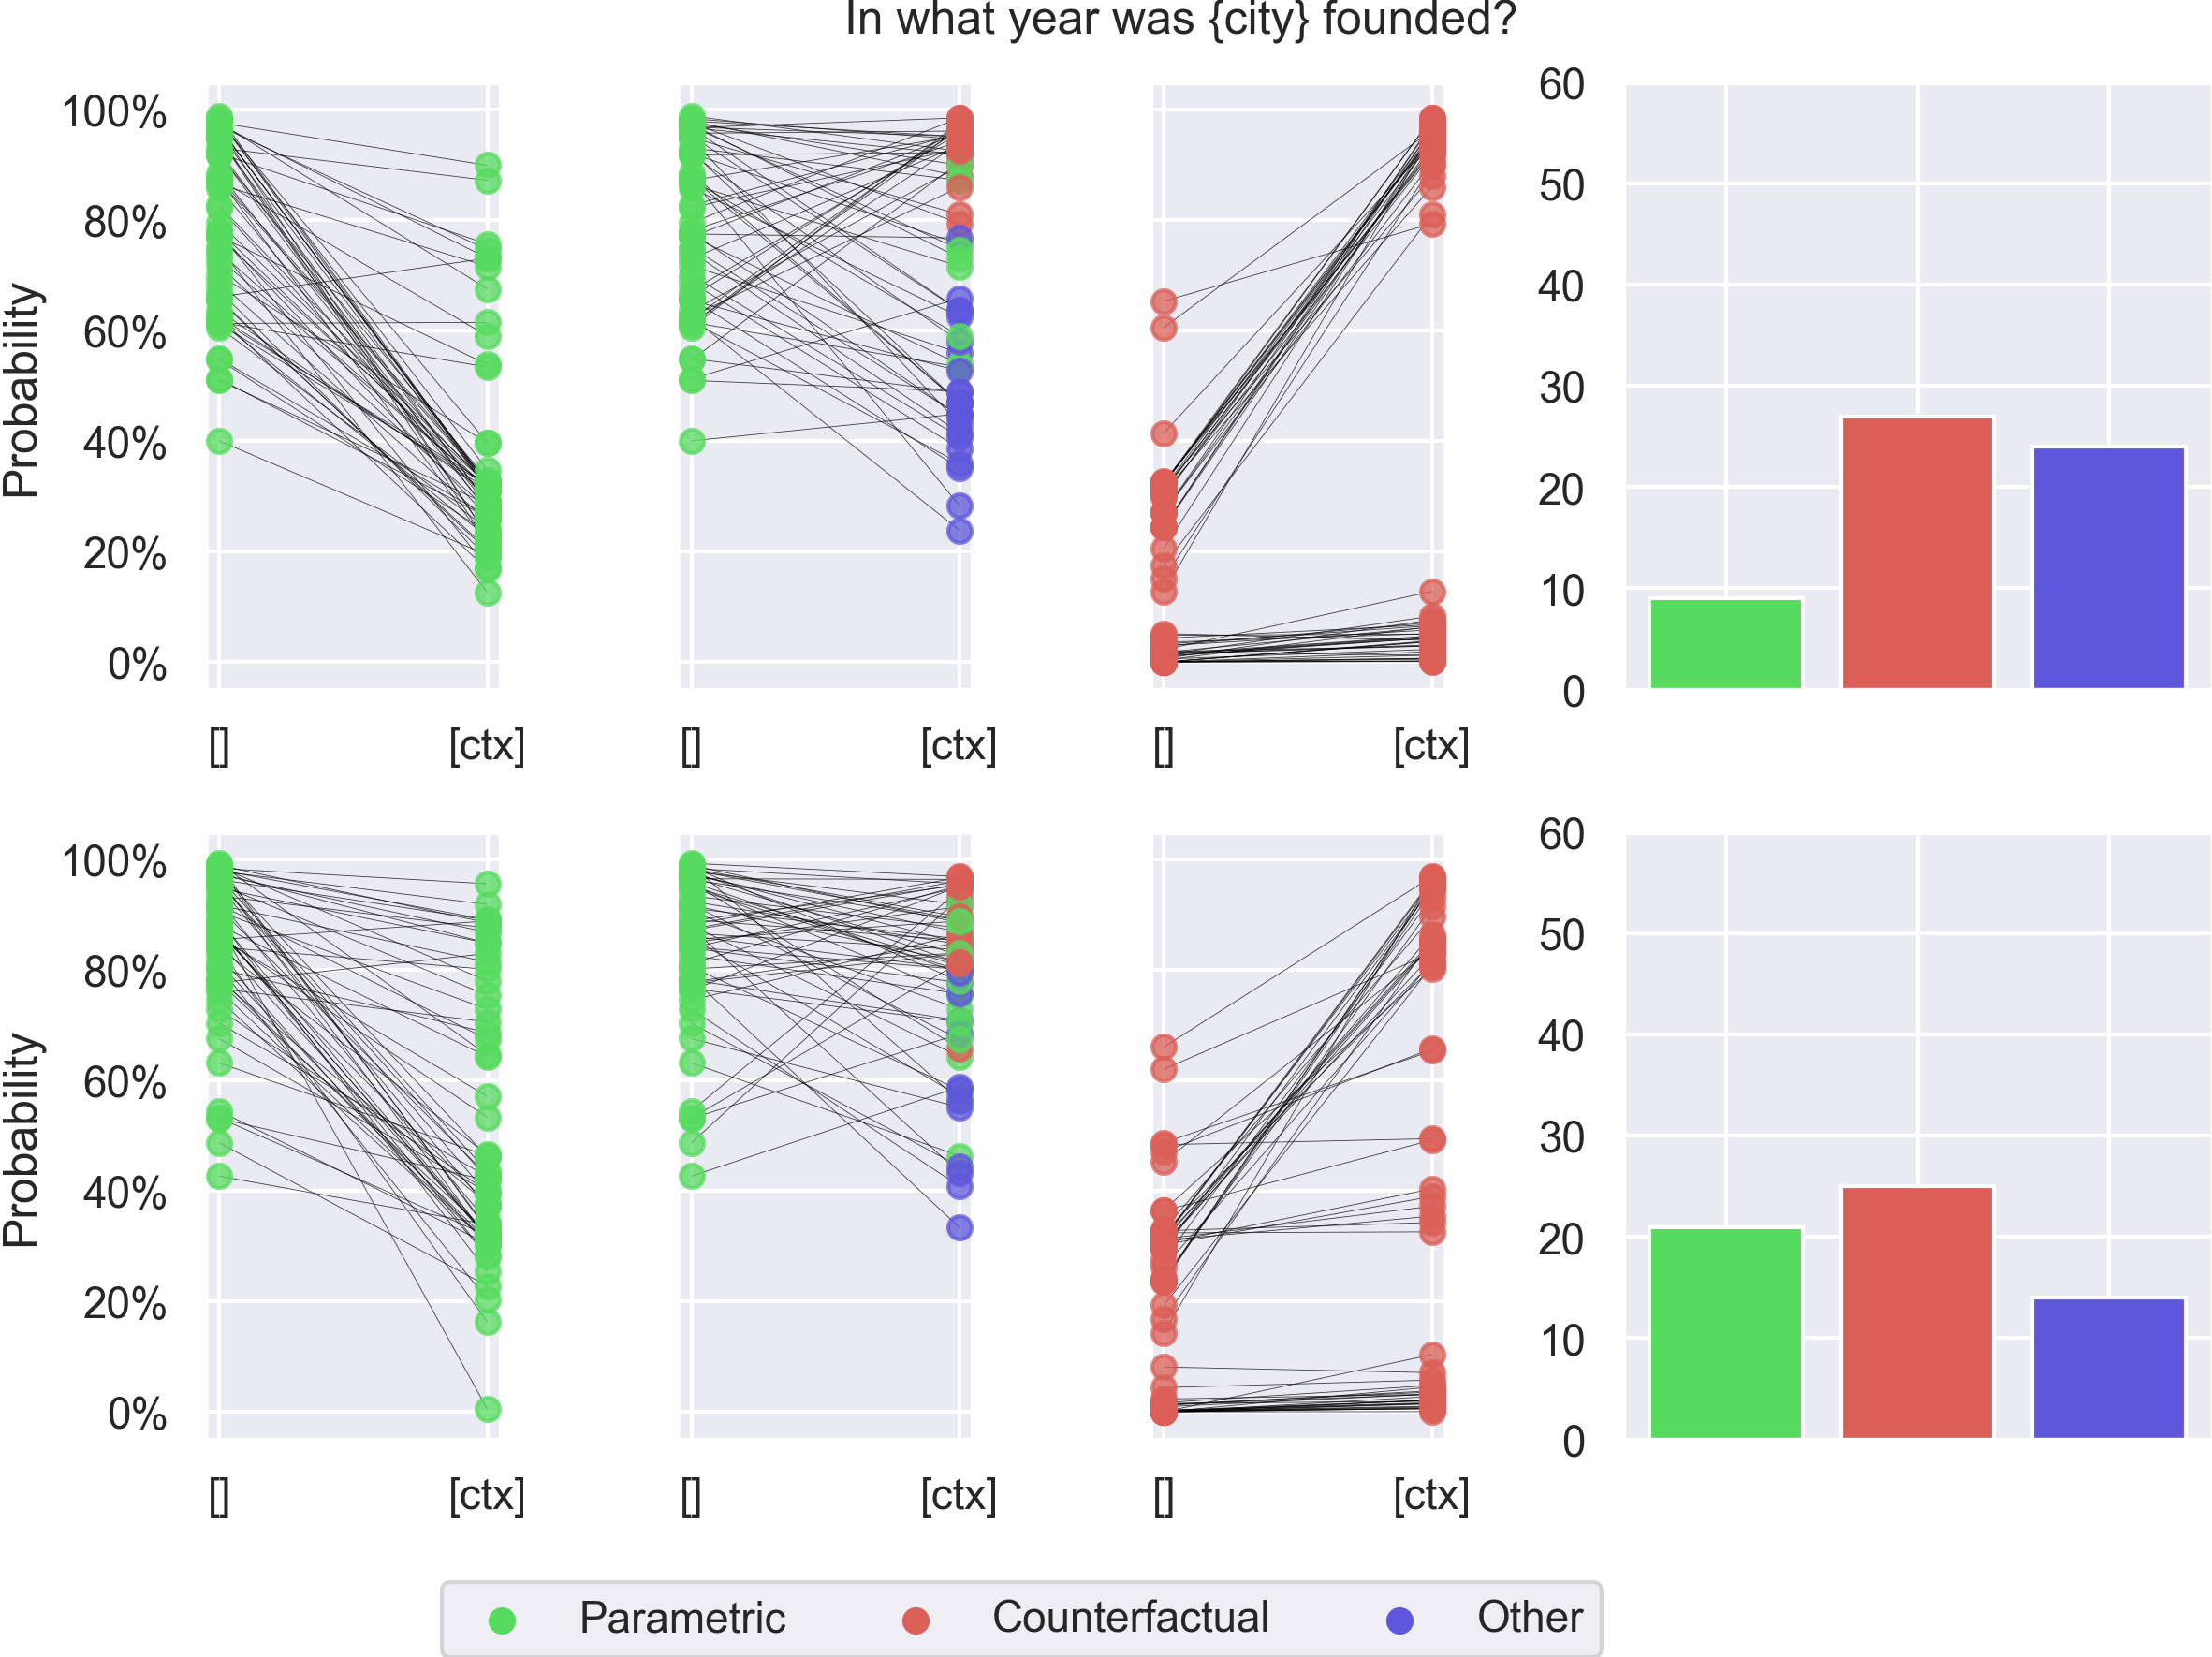 In what year was {city} founded?
Probability
100%
80%
60%
40%
20%
0%
[]
[ctx]
[]
[ctx]
[]
[ctx]
60
50
40
30
20
10
0
Probability
100%
80%
60%
40%
20%
0%
[]
[ctx]
[]
[ctx]
[]
[ctx]
60
50
40
30
20
10
0
Parametric
Counterfactual
Other